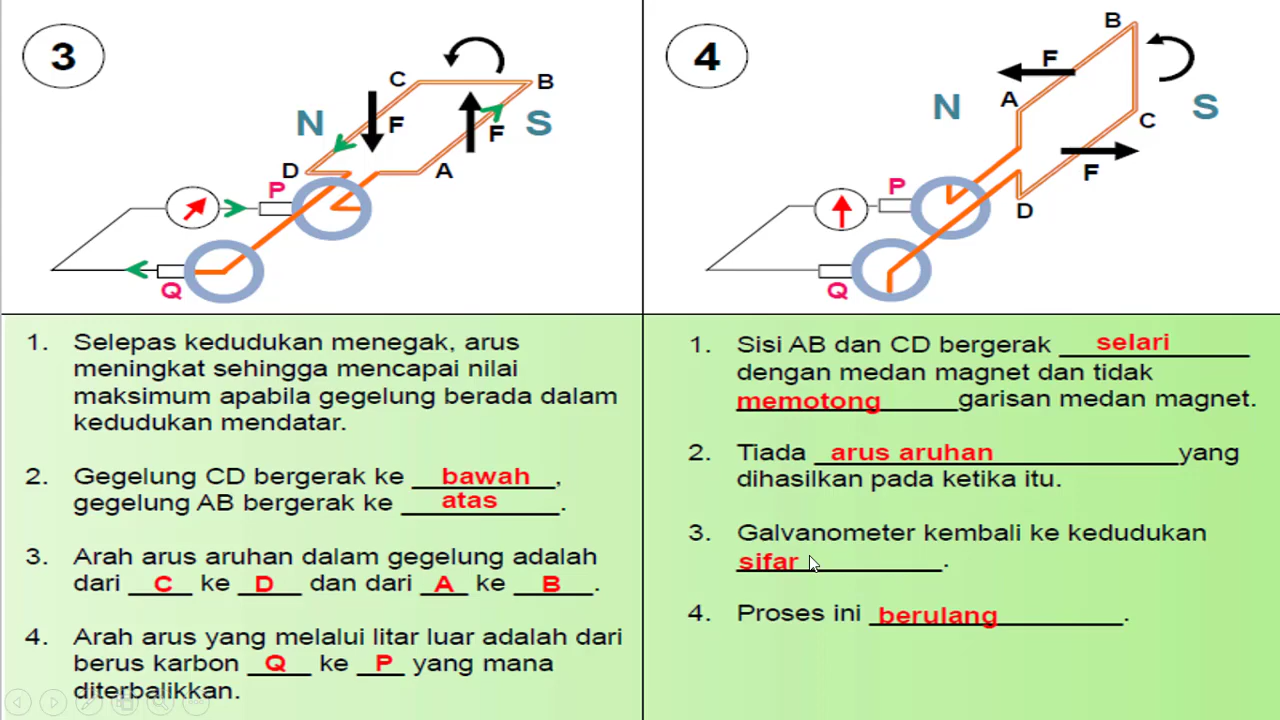 3
C
B
N
F
F
S
D
A
P
Q
1. Selepas kedudukan menegak, arus
meningkat sehingga mencapai nilai
maksimum apabila gegelung berada dalam
kedudukan mendatar.
2. Gegelung CD bergerak ke bawah,
gegelung AB bergerak ke atas.
3. Arah arus aruhan dalam gegelung adalah
dari C ke D dan dari A ke B.
4. Arah arus yang melalui litar luar adalah dari
berus karbon Q ke P yang mana
diterbalikkan.
4
B
F
N
A
S
C
F
P
D
Q
1. Sisi AB dan CD bergerak selari
dengan medan magnet dan tidak
memotong garisan medan magnet.
2. Tiada arus aruhan yang
dihasilkan pada ketika itu.
3. Galvanometer kembali ke kedudukan
sifar.
4. Proses ini berulang.